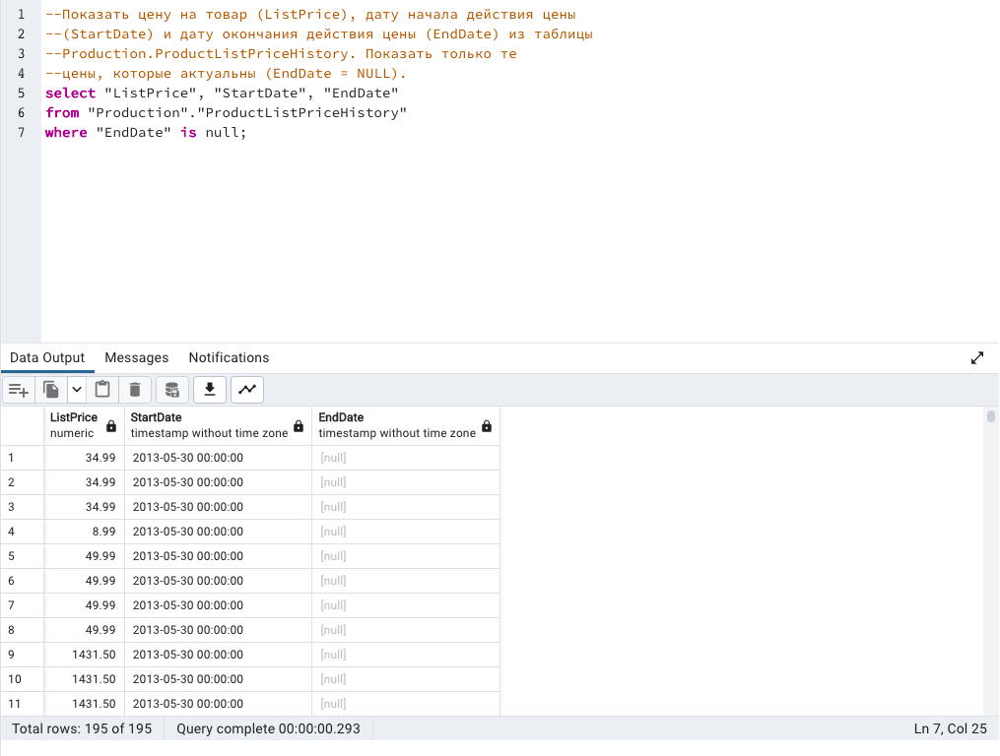 1 --Показать цену на товар (ListPrice), дату начала действия цены
2 --(StartDate) и дату окончания действия цены (EndDate) из таблицы
3 --Production.ProductListPriceHistory. Показать только те
4 --цены, которые актуальны (EndDate = NULL).
5 select "ListPrice", "StartDate", "EndDate"
6 from "Production"."ProductListPriceHistory"
7 where "EndDate" is null;
Data Output Messages Notifications
ListPrice StartDate EndDate
numeric timestamp without time zone timestamp without time zone
1 34.99 2013-05-30 00:00:00 [null]
2 34.99 2013-05-30 00:00:00 [null]
3 34.99 2013-05-30 00:00:00 [null]
4 8.99 2013-05-30 00:00:00 [null]
5 49.99 2013-05-30 00:00:00 [null]
6 49.99 2013-05-30 00:00:00 [null]
7 49.99 2013-05-30 00:00:00 [null]
8 49.99 2013-05-30 00:00:00 [null]
9 1431.50 2013-05-30 00:00:00 [null]
10 1431.50 2013-05-30 00:00:00 [null]
11 1431.50 2013-05-30 00:00:00 [null]
Total rows: 195 of 195 Query complete 00:00:00.293 Ln 7, Col 25